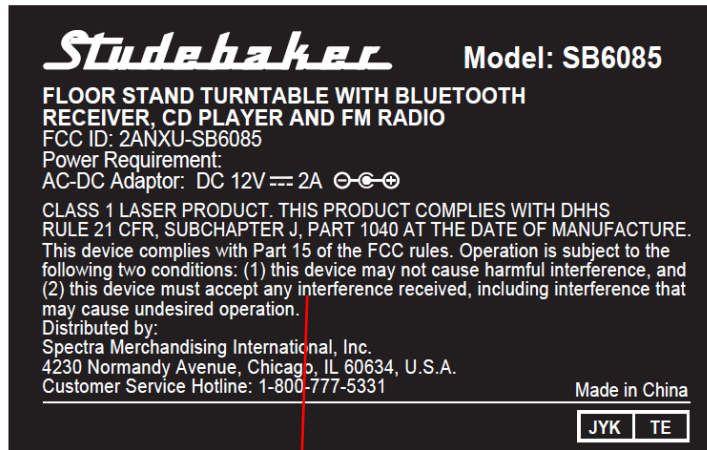 Studebaker Model: SB6085
FLOOR STAND TURNTABLE WITH BLUETOOTH
RECEIVER, CD PLAYER AND FM RADIO
FCC ID: 2ANXU-SB6085
Power Requirement:
AC-DC Adaptor: DC 12V ⎓ 2A
CLASS 1 LASER PRODUCT. THIS PRODUCT COMPLIES WITH DHHS
RULE 21 CFR, SUBCHAPTER J, PART 1040 AT THE DATE OF MANUFACTURE.
This device complies with Part 15 of the FCC rules. Operation is subject to the
following two conditions: (1) this device may not cause harmful interference, and
(2) this device must accept any interference received, including interference that
may cause undesired operation.
Distributed by:
Spectra Merchandising International, Inc.
4230 Normandy Avenue, Chicago, IL 60634, U.S.A.
Customer Service Hotline: 1-800-777-5331
Made in China
JYK TE